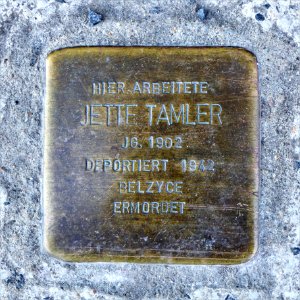 HIER ARBEITETE
JETTE TAMLER
JG. 1902
DEPORTIERT 1942
BELZYCE
ERMORDET